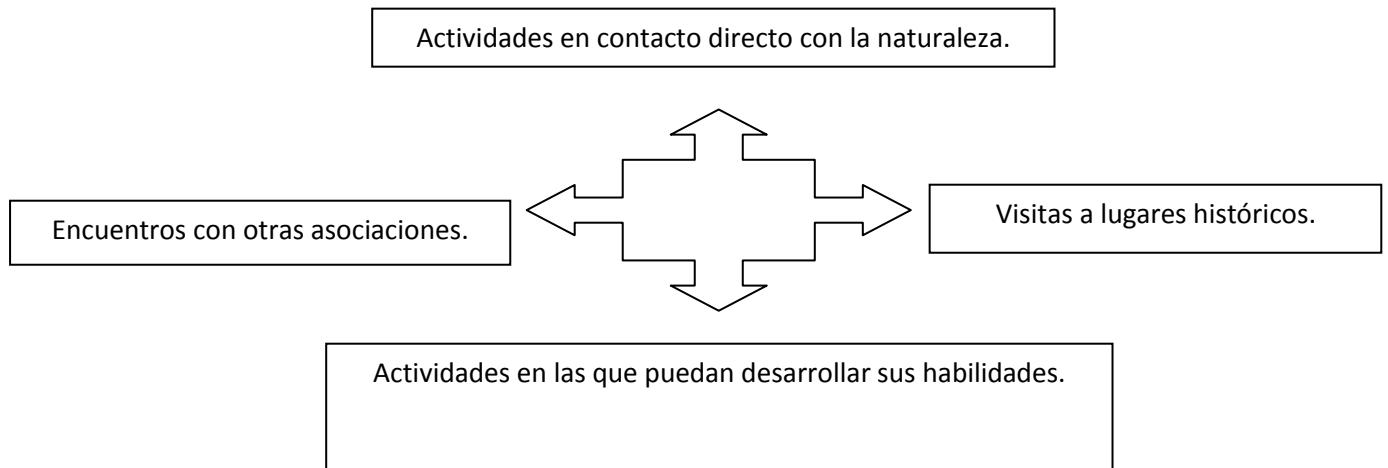 Actividades en contacto directo con la naturaleza.
Encuentros con otras asociaciones.
Visitas a lugares históricos.
Actividades en las que puedan desarrollar sus habilidades.